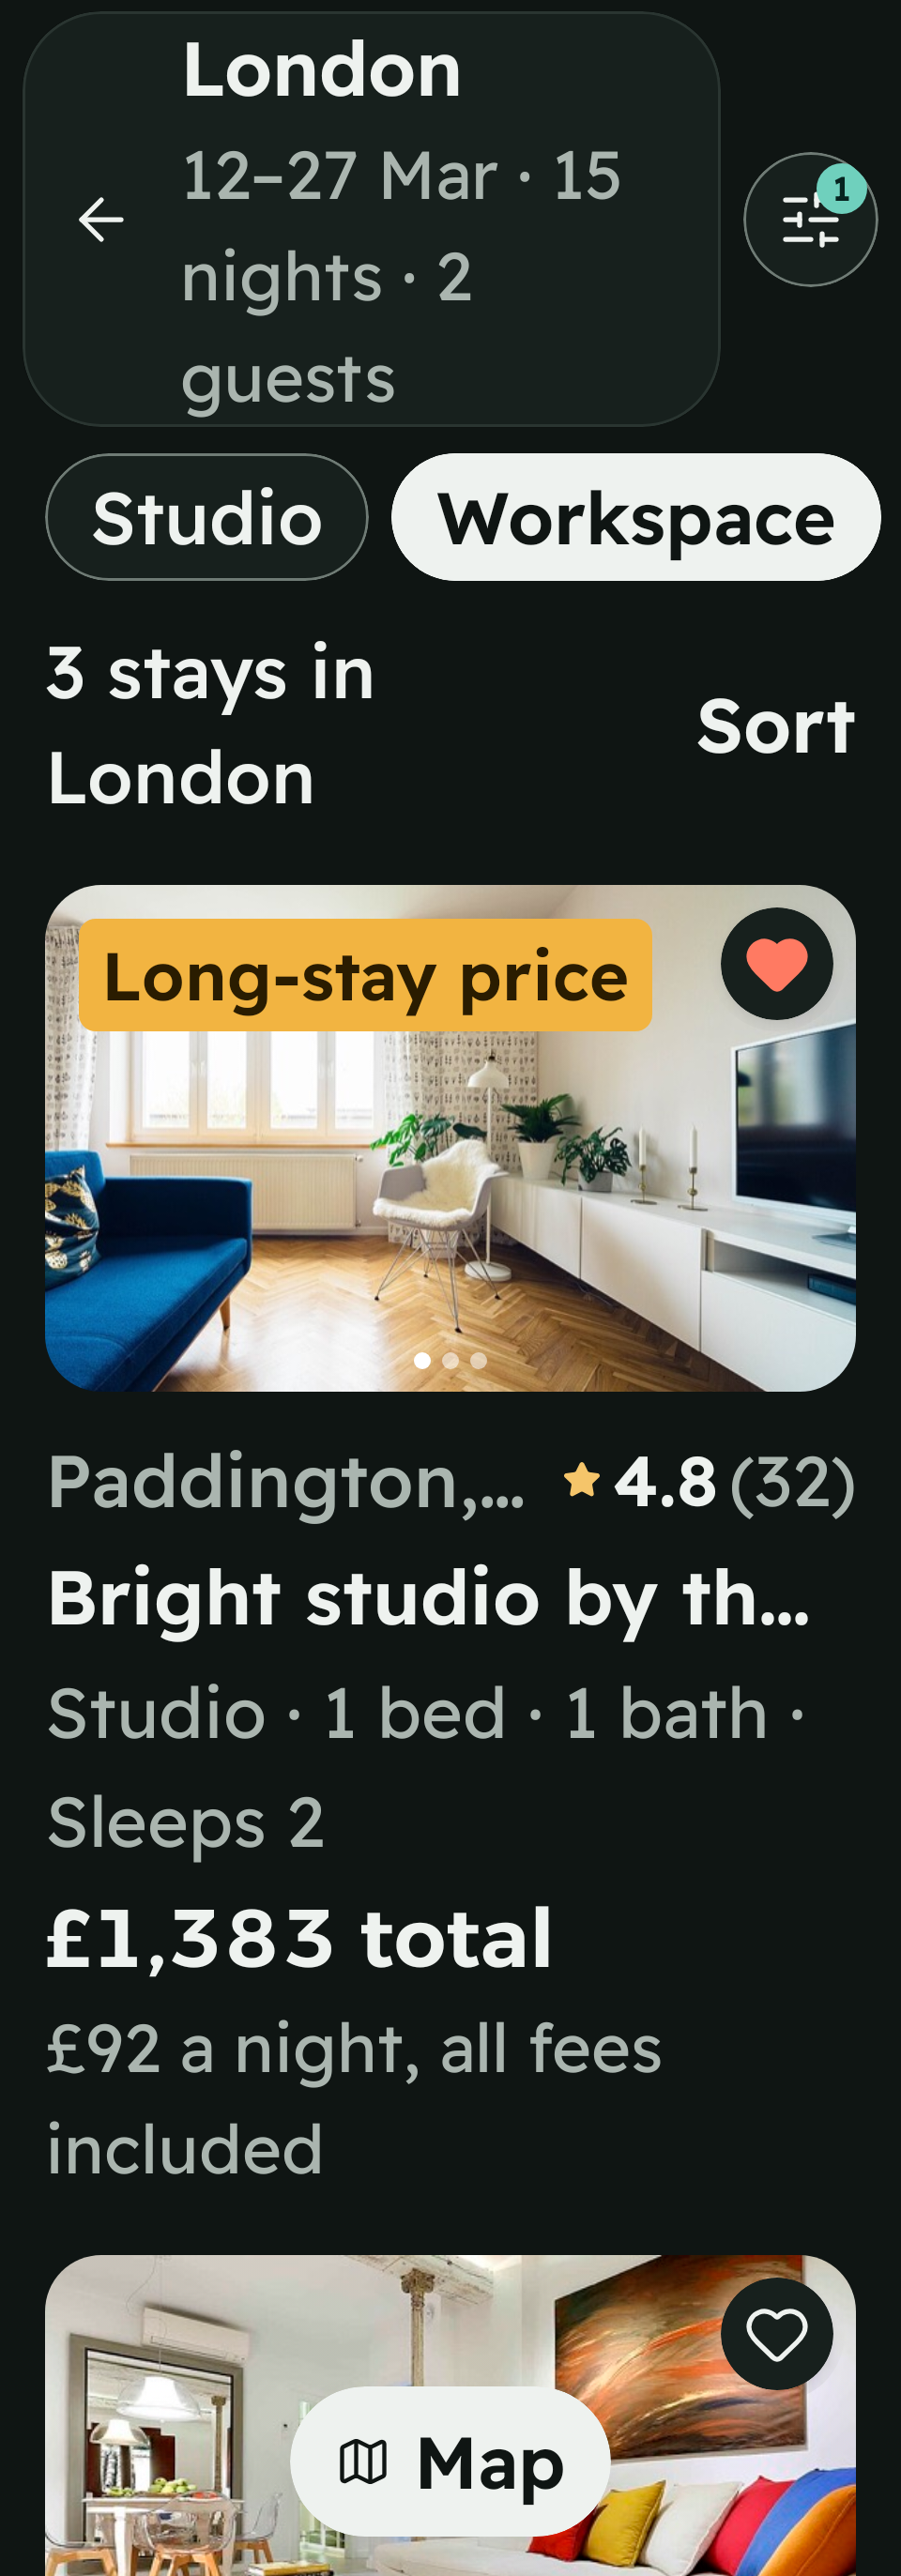 London
12–27 Mar · 15
nights · 2
guests
1
Studio
Workspace
3 stays in
London
Sort
Long-stay price
Paddington,...
4.8 (32)
Bright studio by th...
Studio · 1 bed · 1 bath ·
Sleeps 2
£1,383 total
£92 a night, all fees
included
Map